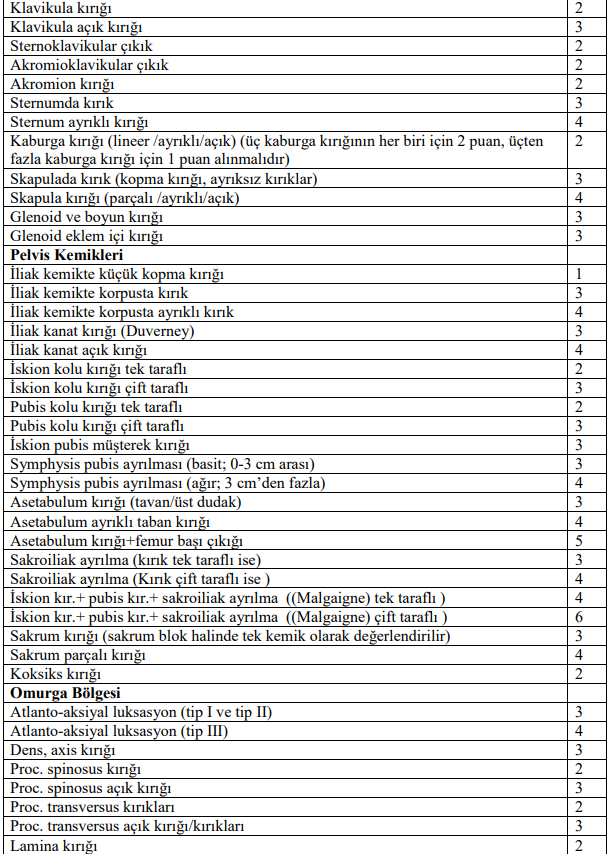 Klavikula kırığı 2
Klavikula açık kırığı 3
Sternoklavikular çıkık 2
Akromioklavikular çıkık 2
Akromion kırığı 2
Sternumda kırık 3
Sternum ayrıklı kırığı 4
Kaburga kırığı (lineer /ayrıklı/açık) (üç kaburga kırığının her biri için 2 puan, üçten 2
fazla kaburga kırığı için 1 puan alınmalıdır)
Skapulada kırık (kopma kırığı, ayrıksız kırıklar) 3
Skapula kırığı (parçalı /ayrıklı/açık) 4
Glenoid ve boyun kırığı 3
Glenoid eklem içi kırığı 3
Pelvis Kemikleri
İliak kemikte küçük kopma kırığı 1
İliak kemikte korpusta kırık 3
İliak kemikte korpusta ayrıklı kırık 4
İliak kanat kırığı (Duverney) 3
İliak kanat açık kırığı 4
İskion kolu kırığı tek taraflı 2
İskion kolu kırığı çift taraflı 3
Pubis kolu kırığı tek taraflı 2
Pubis kolu kırığı çift taraflı 3
İskion pubis müşterek kırığı 3
Symphysis pubis ayrılması (basit; 0-3 cm arası) 3
Symphysis pubis ayrılması (ağır; 3 cm’den fazla) 4
Asetabulum kırığı (tavan/üst dudak) 3
Asetabulum ayrıklı taban kırığı 4
Asetabulum kırığı+femur başı çıkığı 5
Sakroiliak ayrılma (kırık tek taraflı ise) 3
Sakroiliak ayrılma (Kırık çift taraflı ise ) 4
İskion kır.+ pubis kır.+ sakroiliak ayrılma ((Malgaigne) tek taraflı ) 4
İskion kır.+ pubis kır.+ sakroiliak ayrılma ((Malgaigne) çift taraflı ) 6
Sakrum kırığı (sakrum blok halinde tek kemik olarak değerlendirilir) 3
Sakrum parçalı kırığı 4
Koksiks kırığı 2
Omurga Bölgesi
Atlanto-aksiyal luksasyon (tip I ve tip II) 3
Atlanto-aksiyal luksasyon (tip III) 4
Dens, axis kırığı 3
Proc. spinosus kırığı 2
Proc. spinosus açık kırığı 3
Proc. transversus kırıkları 2
Proc. transversus açık kırığı/kırıkları 3
Lamina kırığı 2